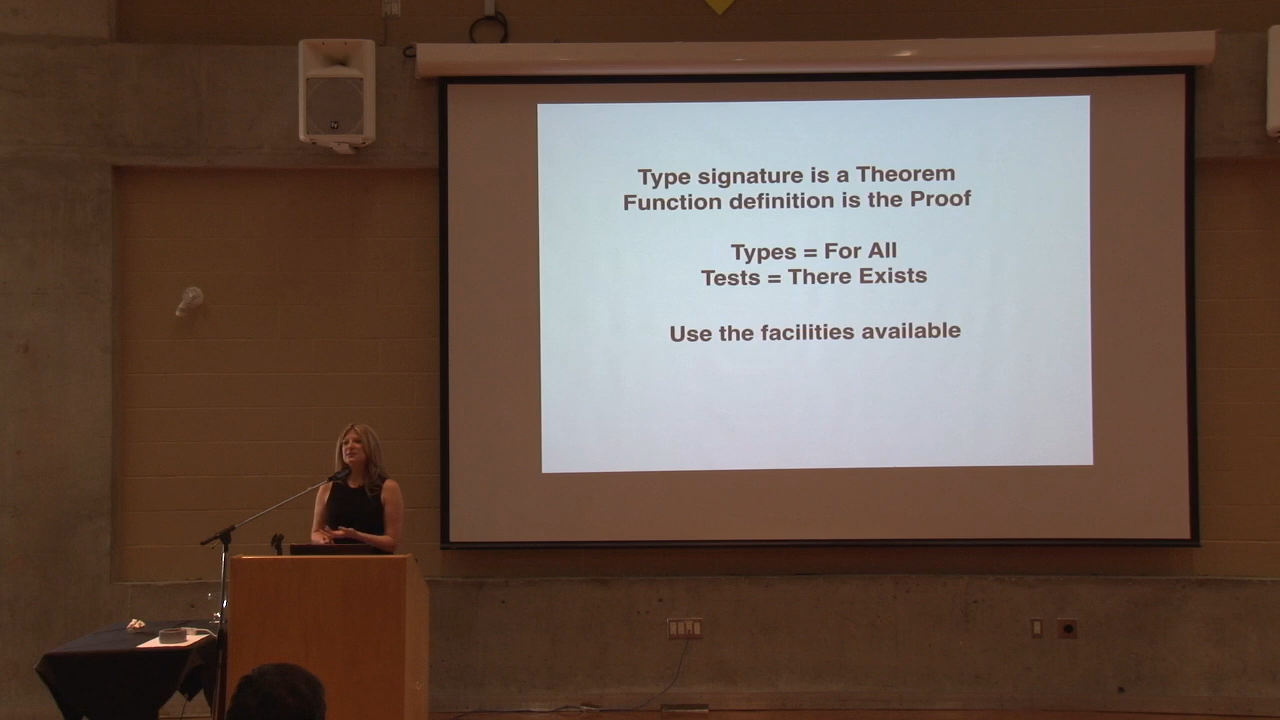 Type signature is a Theorem
Function definition is the Proof
Types = For All
Tests = There Exists
Use the facilities available